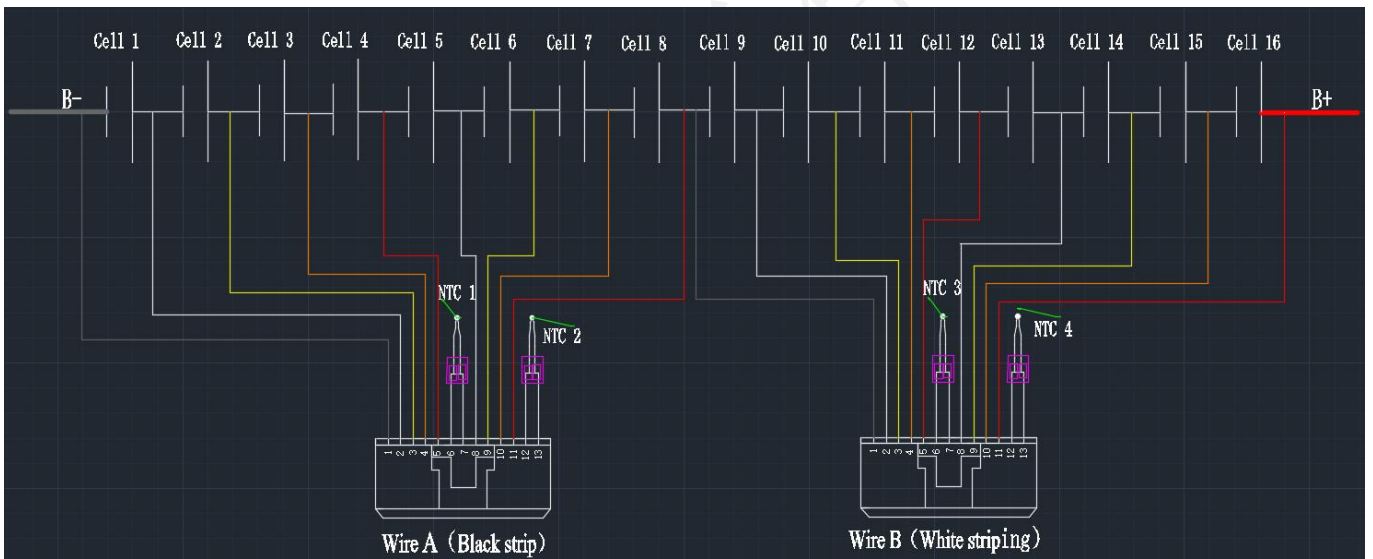 Cell 1 Cell 2 Cell 3 Cell 4 Cell 5 Cell 6 Cell 7 Cell 8 Cell 9 Cell 10 Cell 11 Cell 12 Cell 13 Cell 14 Cell 15 Cell 16
B- B+
NTC 1 NTC 3
NTC 2 NTC 4
1 2 3 4 5 6 7 8 9 10 11 12 13 1 2 3 4 5 6 7 8 9 10 11 12 13
Wire A (Black strip) Wire B (White striping)